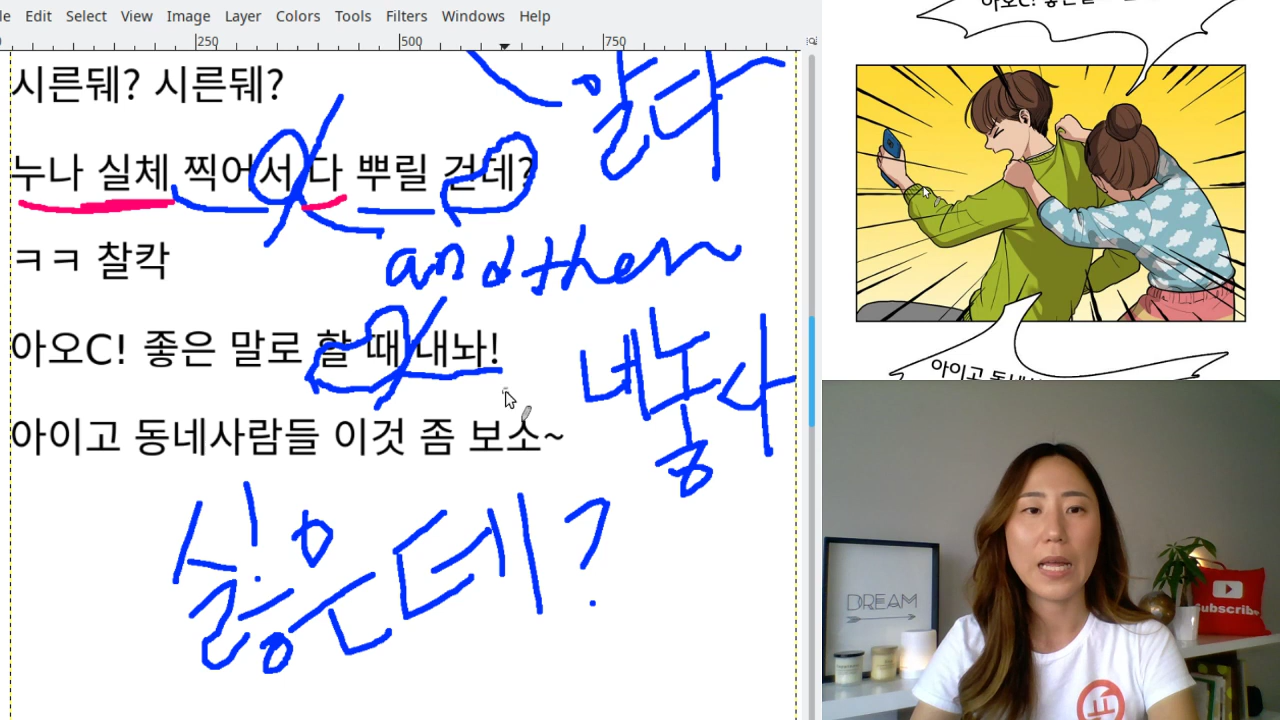 Edit Select View Image Layer Colors Tools Filters Windows Help
250 500 750
시른뒈? 시른뒈?
알다
누나 실체 찍어서 다 뿌릴 건데?
and then
ㅋㅋ 찰칵
아오C! 좋은 말로 할 때 내놔!
내놓다
아이고 동네사람들 이것 좀 보소~
싫은데?
DREAM
Subscribe